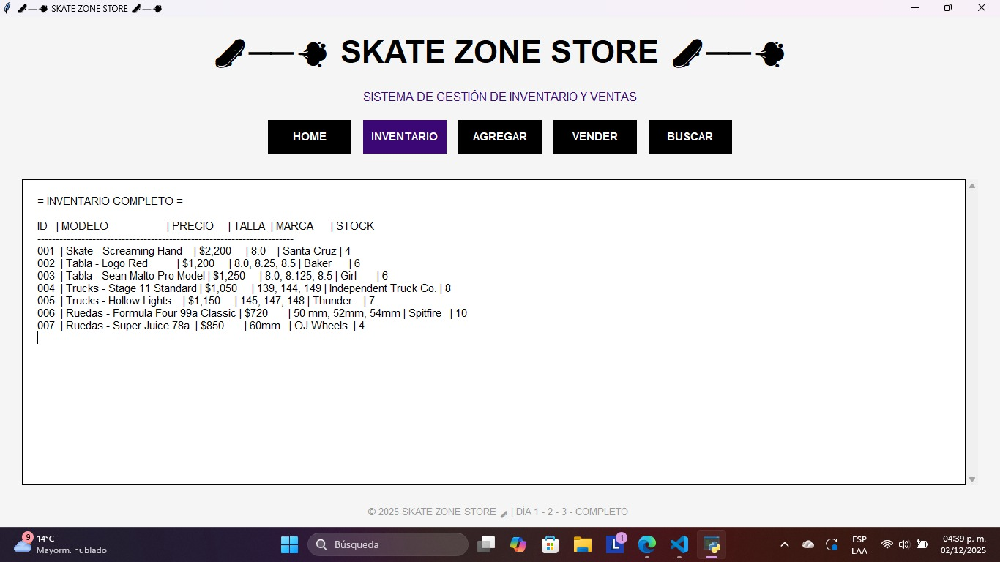 SKATE ZONE STORE
SKATE ZONE STORE
SISTEMA DE GESTIÓN DE INVENTARIO Y VENTAS
HOME INVENTARIO AGREGAR VENDER BUSCAR
= INVENTARIO COMPLETO =
ID | MODELO | PRECIO | TALLA | MARCA | STOCK
----------------------------------------------------------------------
001 | Skate - Screaming Hand | $2,200 | 8.0 | Santa Cruz | 4
002 | Tabla - Logo Red | $1,200 | 8.0, 8.25, 8.5 | Baker | 6
003 | Tabla - Sean Malto Pro Model | $1,250 | 8.0, 8.125, 8.5 | Girl | 6
004 | Trucks - Stage 11 Standard | $1,050 | 139, 144, 149 | Independent Truck Co. | 8
005 | Trucks - Hollow Lights | $1,150 | 145, 147, 148 | Thunder | 7
006 | Ruedas - Formula Four 99a Classic | $720 | 50 mm, 52mm, 54mm | Spitfire | 10
007 | Ruedas - Super Juice 78a | $850 | 60mm | OJ Wheels | 4
© 2025 SKATE ZONE STORE | DÍA 1 - 2 - 3 - COMPLETO
9
14°C
Mayorm. nublado
Búsqueda
L 1
ESP
LAA
04:39 p. m.
02/12/2025